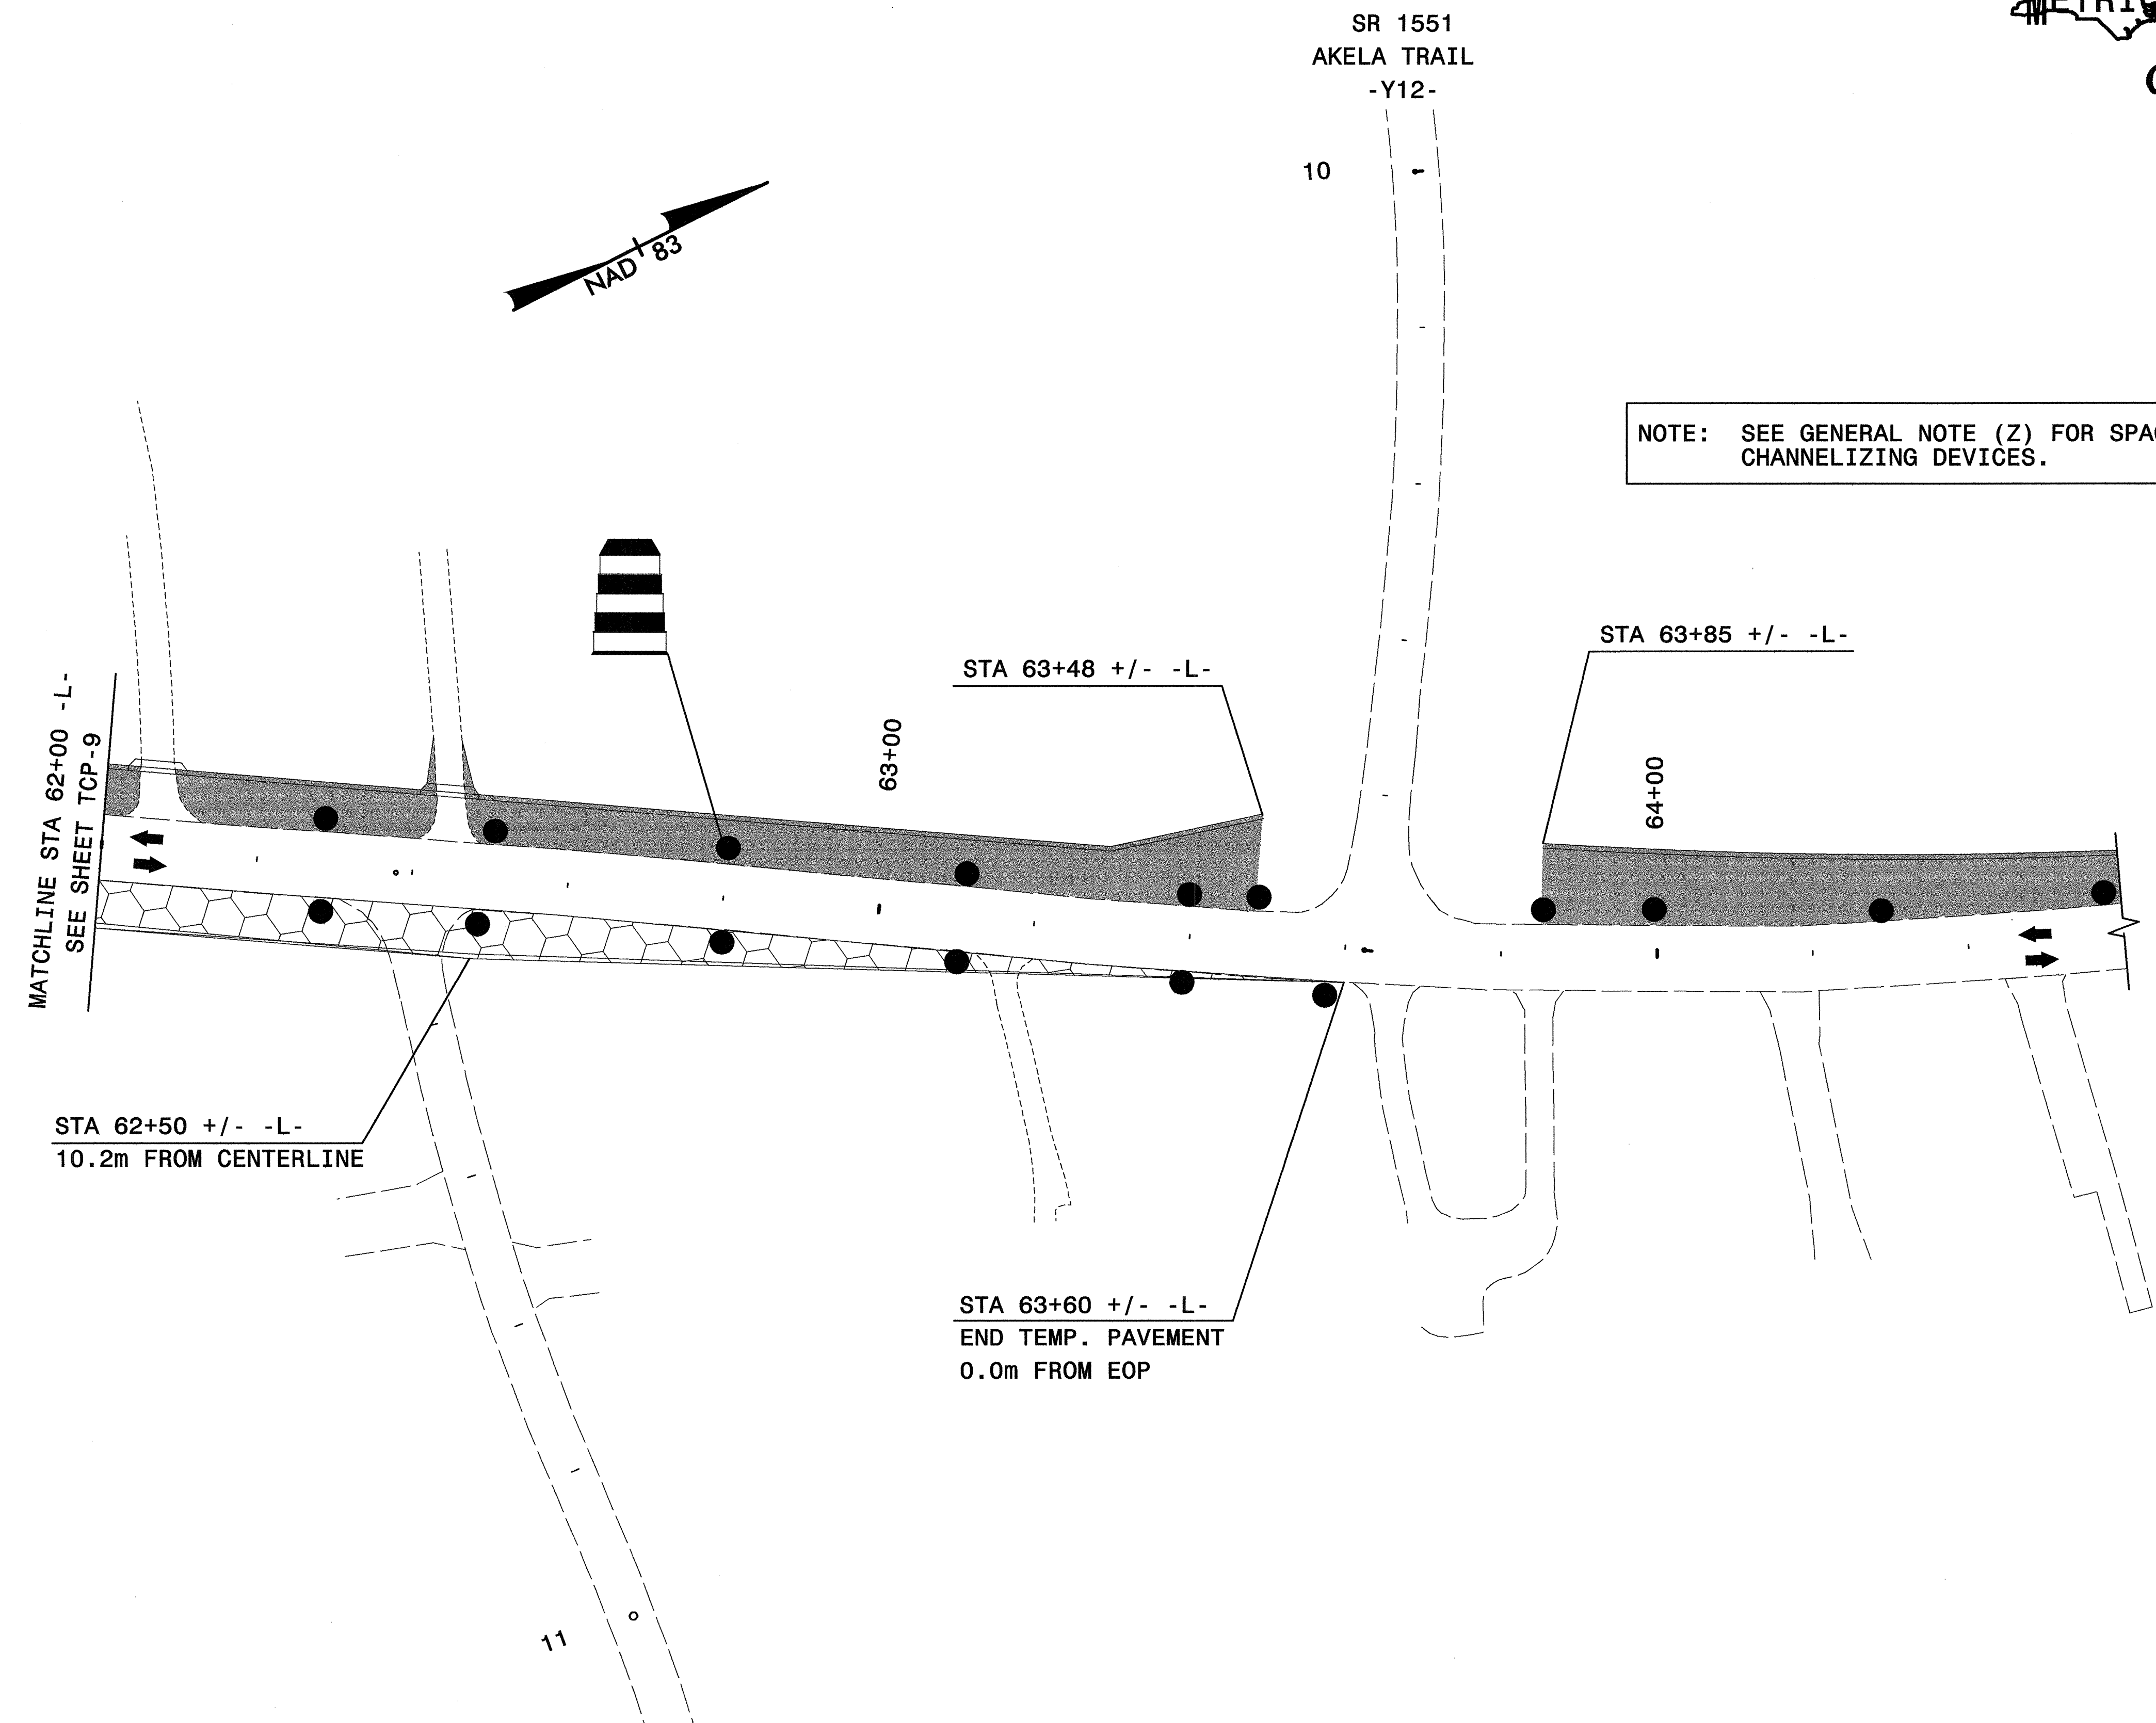 SR 1551
AKELA TRAIL
-Y12-
10
NAD 83
NOTE: SEE GENERAL NOTE (Z) FOR
CHANNELIZING DEVICES.
STA 63+85 +/- -L-
STA 63+48 +/- -L-
63+00
64+00
MATCHLINE STA 62+00 -L-
SEE SHEET TCP-9
STA 62+50 +/- -L-
10.2m FROM CENTERLINE
STA 63+60 +/- -L-
END TEMP. PAVEMENT
0.0m FROM EOP
11